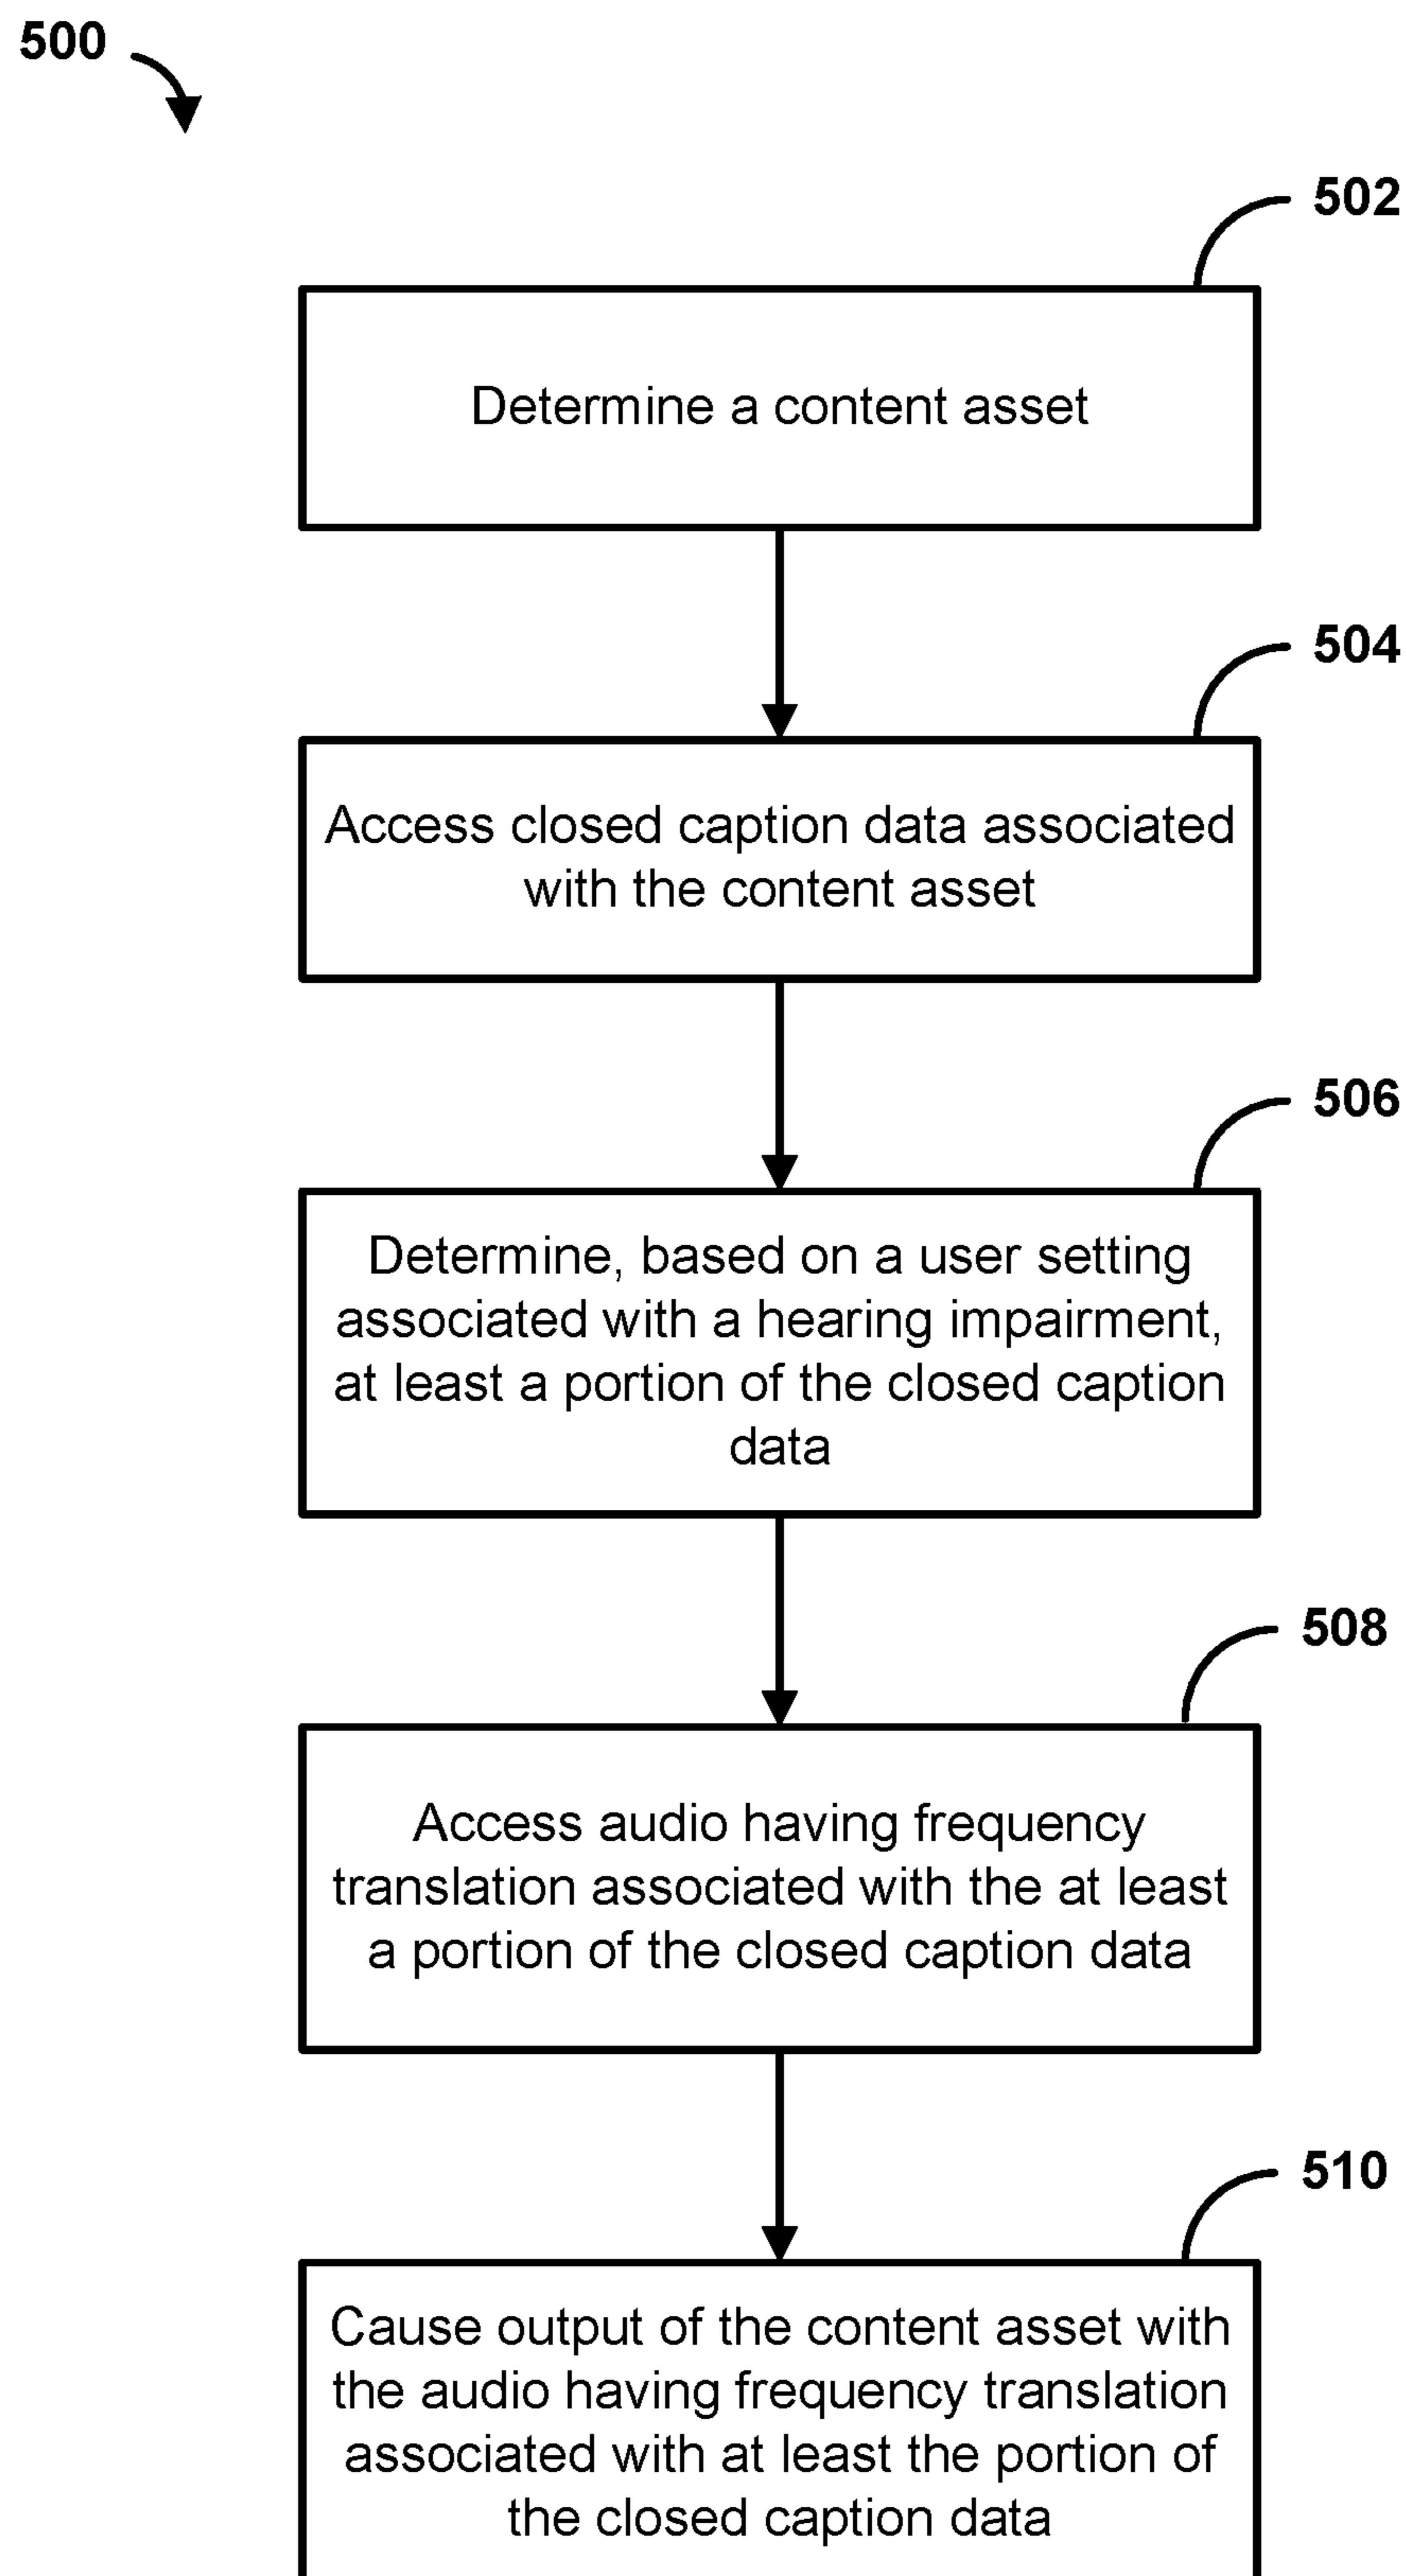 500
502
Determine a content asset
504
Access closed caption data associated
with the content asset
506
Determine, based on a user setting
associated with a hearing impairment,
at least a portion of the closed caption
data
508
Access audio having frequency
translation associated with the at least
a portion of the closed caption data
510
Cause output of the content asset with
the audio having frequency translation
associated with at least the portion of
the closed caption data